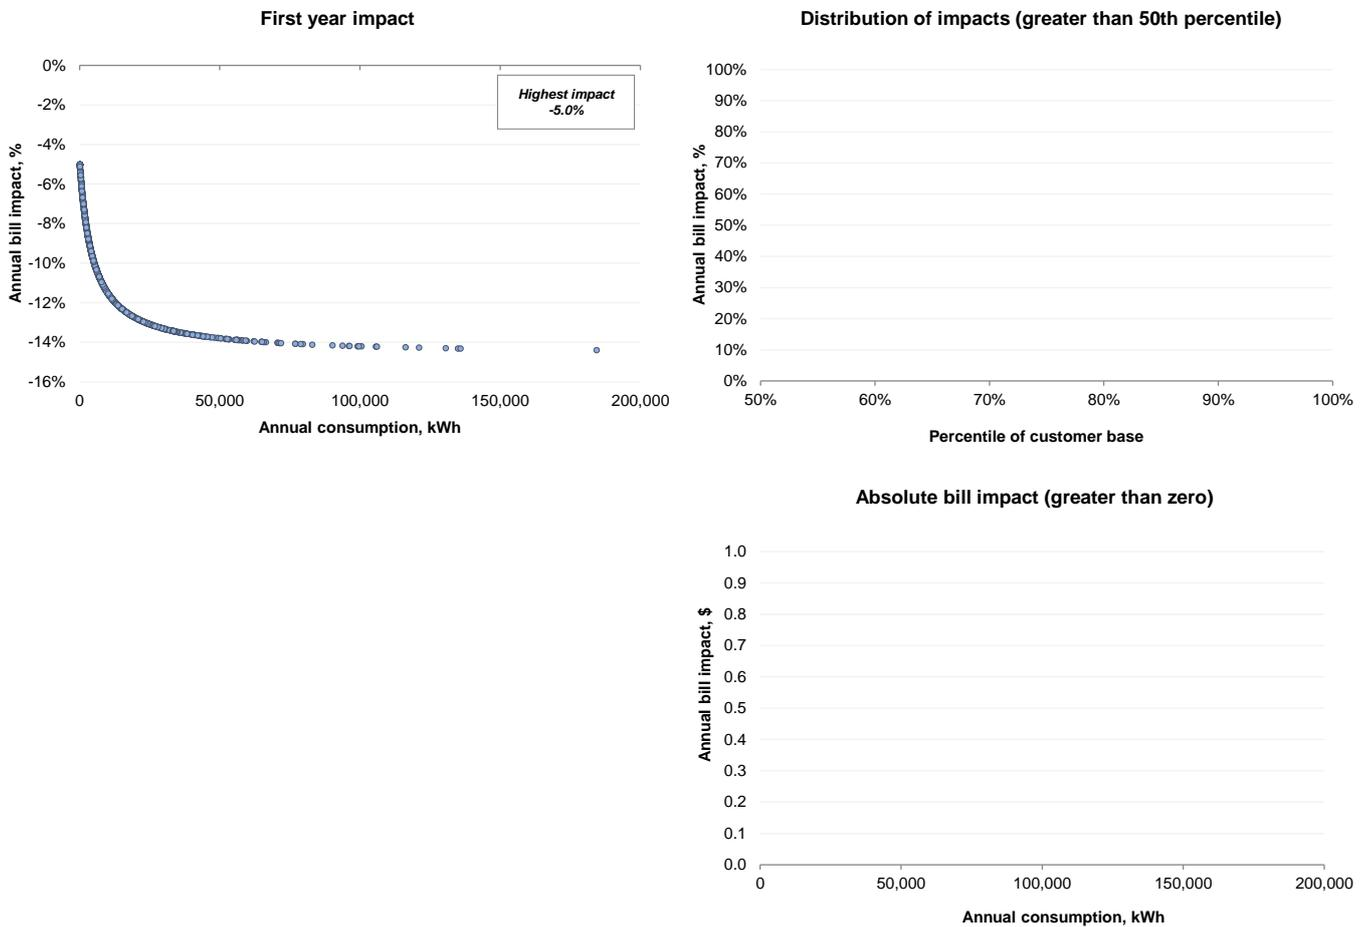 First year impact
0%
-2%
-4%
-6%
-8%
-10%
-12%
-14%
-16%
Annual bill impact, %
Highest impact
-5.0%
0 50,000 100,000 150,000 200,000
Annual consumption, kWh
Distribution of impacts (greater than 50th percentile)
100%
90%
80%
70%
60%
50%
40%
30%
20%
10%
0%
Annual bill impact, %
50% 60% 70% 80% 90% 100%
Percentile of customer base
Absolute bill impact (greater than zero)
1.0
0.9
0.8
0.7
0.6
0.5
0.4
0.3
0.2
0.1
0.0
Annual bill impact, $
0 50,000 100,000 150,000 200,000
Annual consumption, kWh